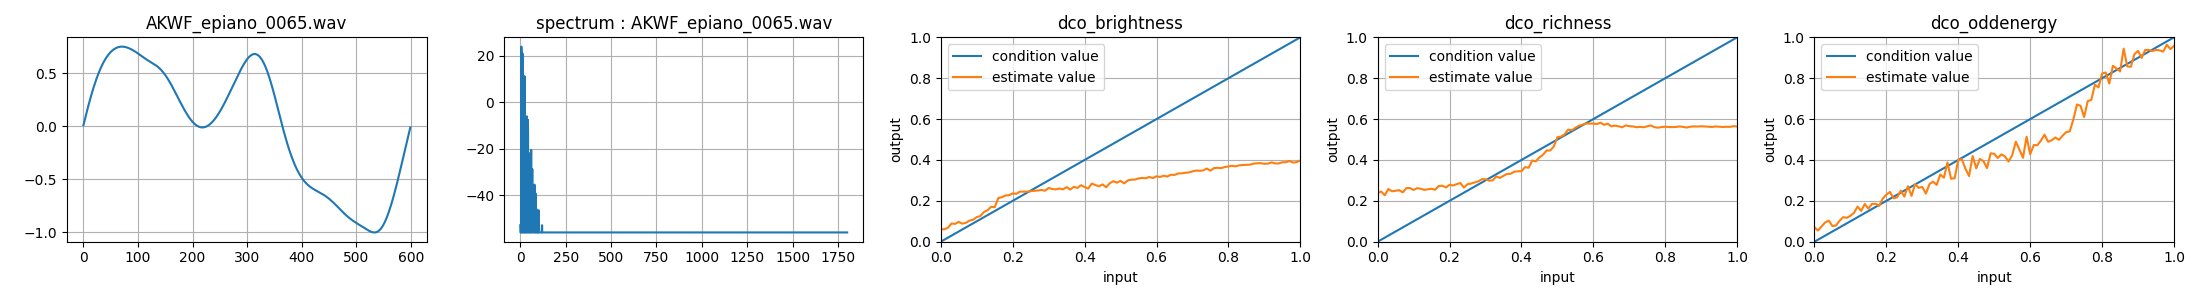 AKWF_epiano_0065.wav
0.5
0.0
−0.5
−1.0
0 100 200 300 400 500 600
spectrum : AKWF_epiano_0065.wav
20
0
−20
−40
0 250 500 750 1000 1250 1500 1750
dco_brightness
condition value
estimate value
output
1.0
0.8
0.6
0.4
0.2
0.0
0.0 0.2 0.4 0.6 0.8 1.0
input
dco_richness
condition value
estimate value
output
1.0
0.8
0.6
0.4
0.2
0.0
0.0 0.2 0.4 0.6 0.8 1.0
input
dco_oddenergy
condition value
estimate value
output
1.0
0.8
0.6
0.4
0.2
0.0
0.0 0.2 0.4 0.6 0.8 1.0
input